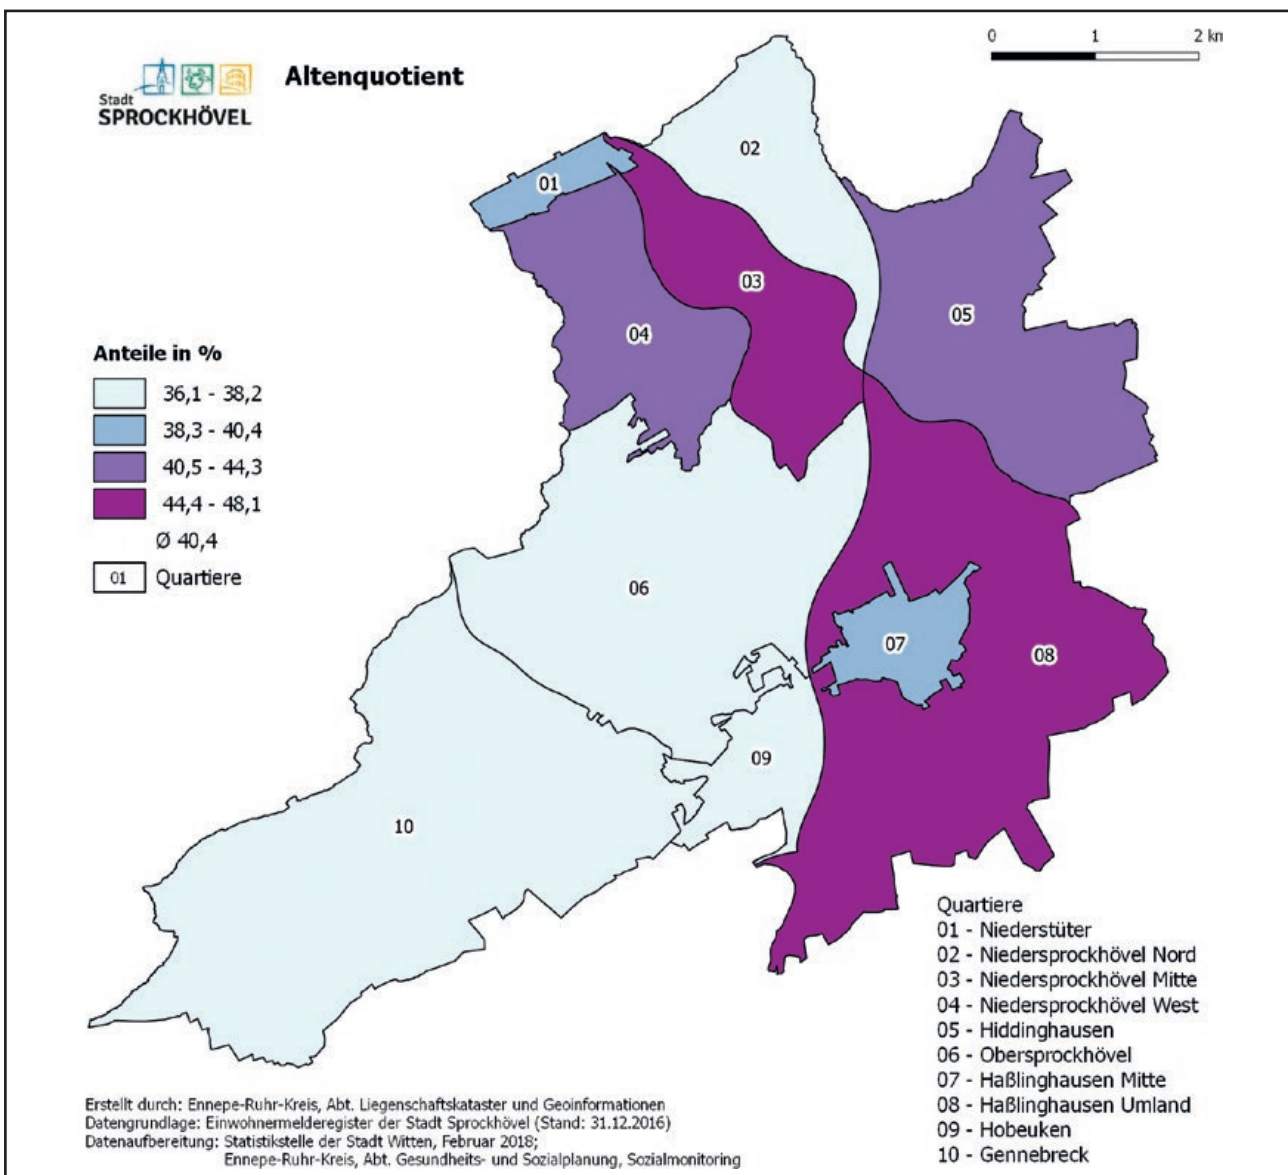 Stadt
SPROCKHÖVEL
Altenquotient
0 1 2 km
Anteile in %
36,1 - 38,2
38,3 - 40,4
40,5 - 44,3
44,4 - 48,1
Ø 40,4
01 Quartiere
01
02
03
04
05
06
07
08
09
10
Quartiere
01 - Niederstüter
02 - Niedersprockhövel Nord
03 - Niedersprockhövel Mitte
04 - Niedersprockhövel West
05 - Hiddinghausen
06 - Obersprockhövel
07 - Haßlinghausen Mitte
08 - Haßlinghausen Umland
09 - Hobeuken
10 - Gennebreck
Erstellt durch: Ennepe-Ruhr-Kreis, Abt. Liegenschaftskataster und Geoinformationen
Datengrundlage: Einwohnermelderegister der Stadt Sprockhövel (Stand: 31.12.2016)
Datenaufbereitung: Statistikstelle der Stadt Witten, Februar 2018;
Ennepe-Ruhr-Kreis, Abt. Gesundheits- und Sozialplanung, Sozialmonitoring